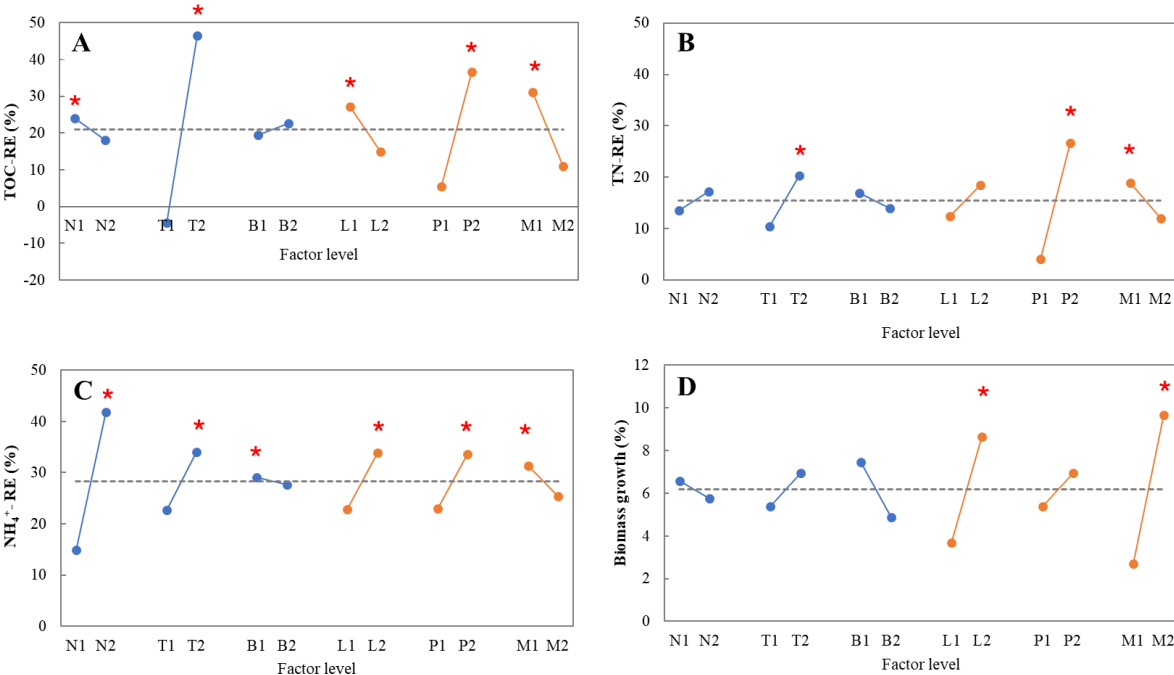 A
TOC-RE (%)
50
40
30
20
10
0
-10
-20
* * * * *
N1 N2 T1 T2 B1 B2 L1 L2 P1 P2 M1 M2
Factor level
B
TN-RE (%)
50
40
30
20
10
0
* * *
N1 N2 T1 T2 B1 B2 L1 L2 P1 P2 M1 M2
Factor level
C
NH₄⁺- RE (%)
50
40
30
20
10
0
* * * * * *
N1 N2 T1 T2 B1 B2 L1 L2 P1 P2 M1 M2
Factor level
D
Biomass growth (%)
12
10
8
6
4
2
0
* *
N1 N2 T1 T2 B1 B2 L1 L2 P1 P2 M1 M2
Factor level